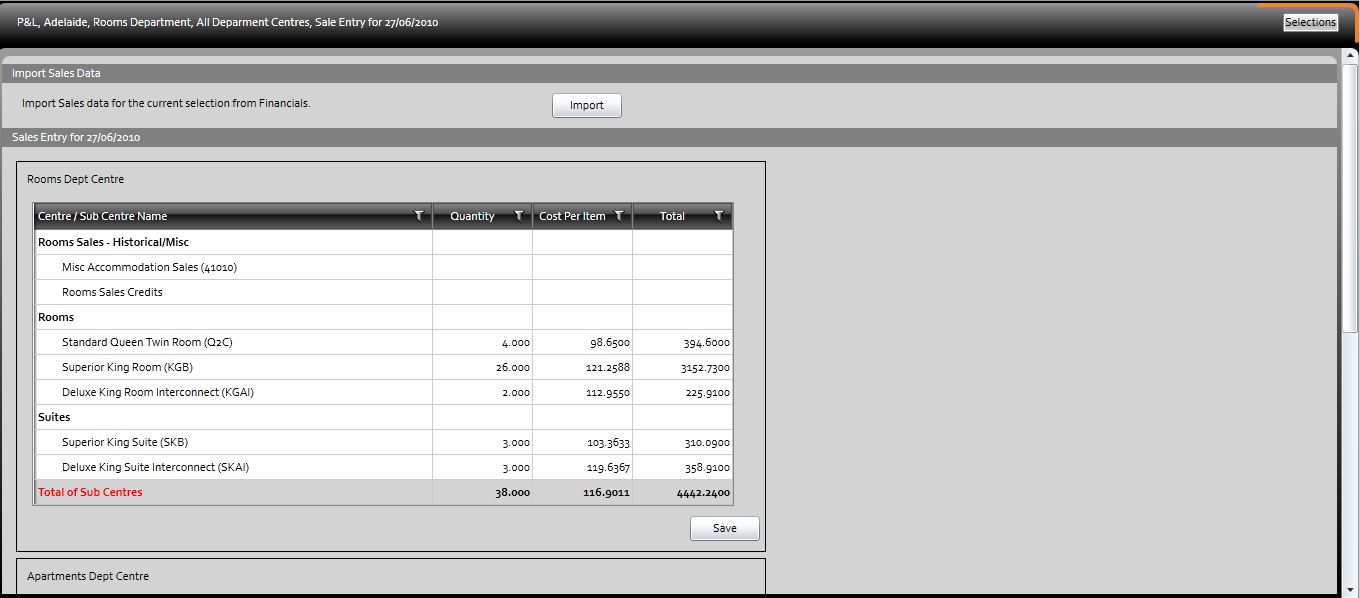 P&L, Adelaide, Rooms Department, All Deparment Centres, Sale Entry for 27/06/2010 Selections
Import Sales Data
Import Sales data for the current selection from Financials. Import
Sales Entry for 27/06/2010
Rooms Dept Centre
Centre / Sub Centre Name Quantity Cost Per Item Total
Rooms Sales - Historical/Misc
Misc Accommodation Sales (41010)
Rooms Sales Credits
Rooms
Standard Queen Twin Room (Q2C) 4.000 98.6500 394.6000
Superior King Room (KGB) 26.000 121.2588 3152.7300
Deluxe King Room Interconnect (KGAI) 2.000 112.9550 225.9100
Suites
Superior King Suite (SKB) 3.000 103.3633 310.0900
Deluxe King Suite Interconnect (SKAI) 3.000 119.6367 358.9100
Total of Sub Centres 38.000 116.9011 4442.2400
Save
Apartments Dept Centre